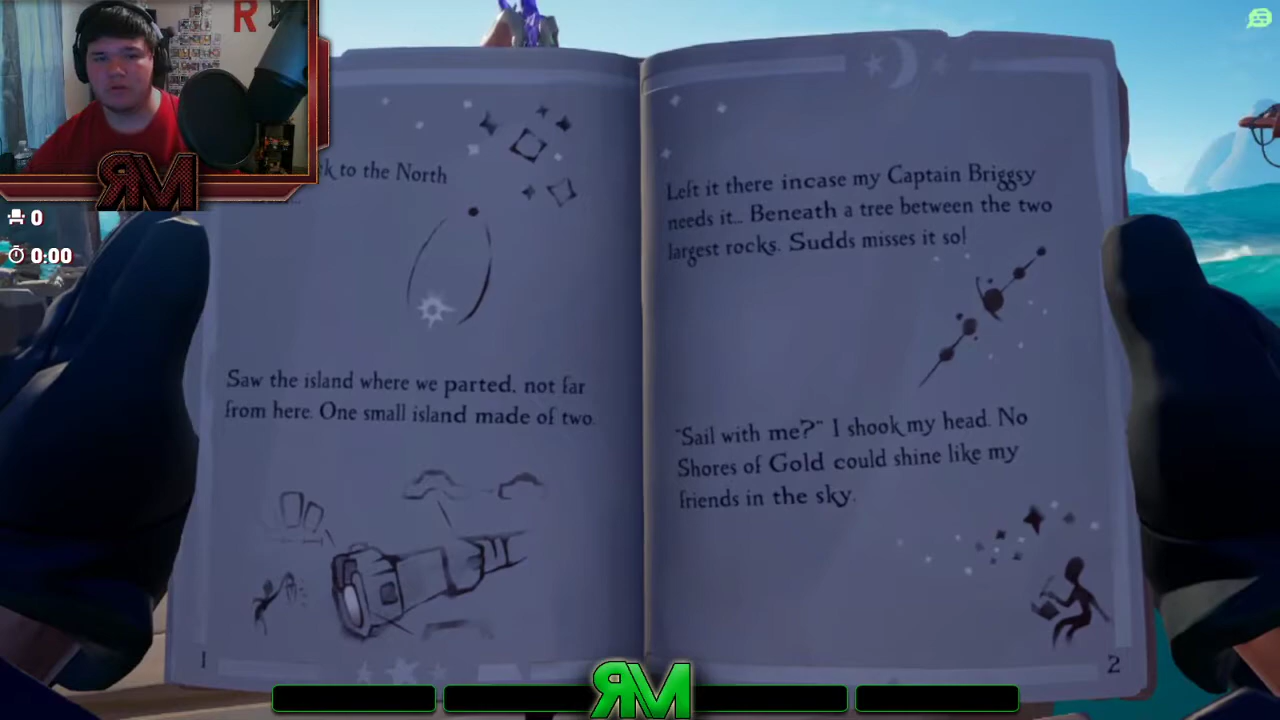 R
to the North
Saw the island where we parted, not far
from here. One small island made of two.
1
Left it there incase my Captain Briggsy
needs it... Beneath a tree between the two
largest rocks. Sudds misses it so!
"Sail with me?" I shook my head. No
Shores of Gold could shine like my
friends in the sky.
2
0
0:00
RM
RM